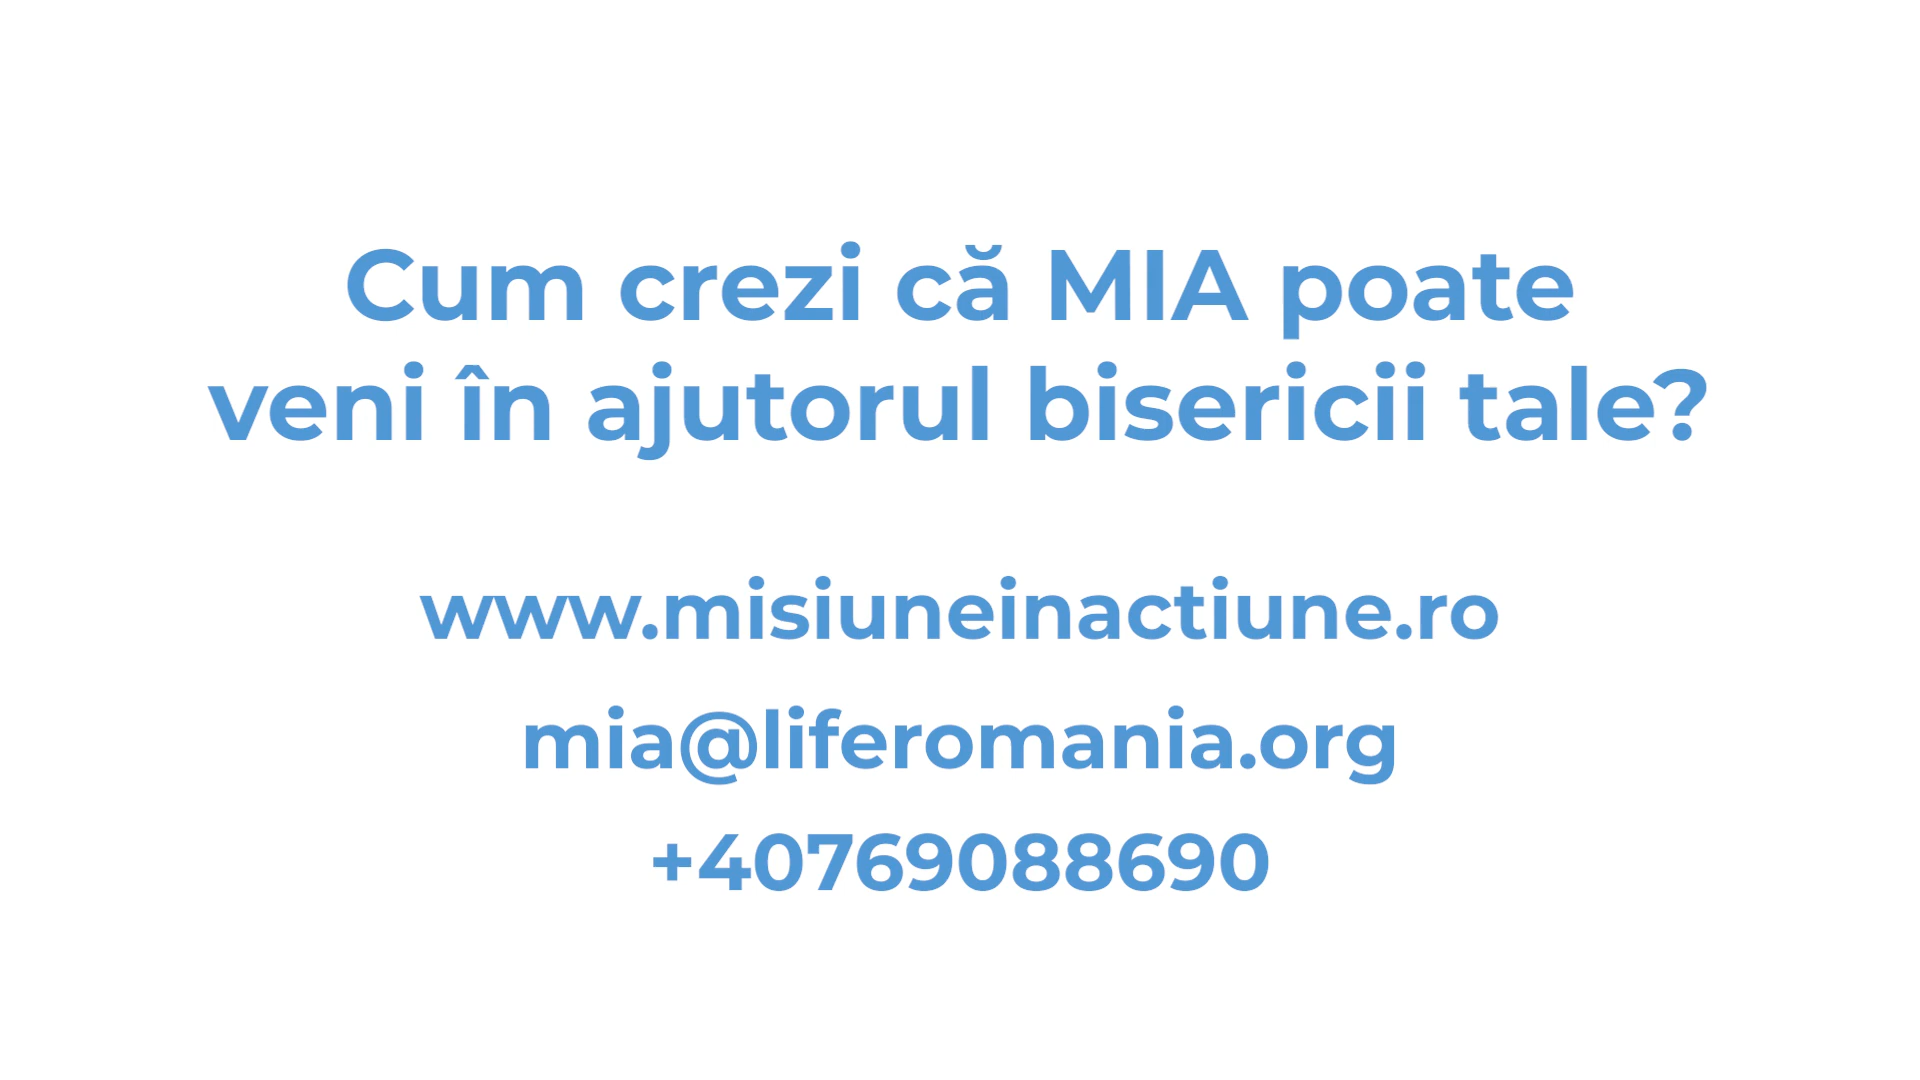 Cum crezi că MIA poate
veni în ajutorul bisericii tale?
www.misiuneinactiune.ro
mia@liferomania.org
+40769088690